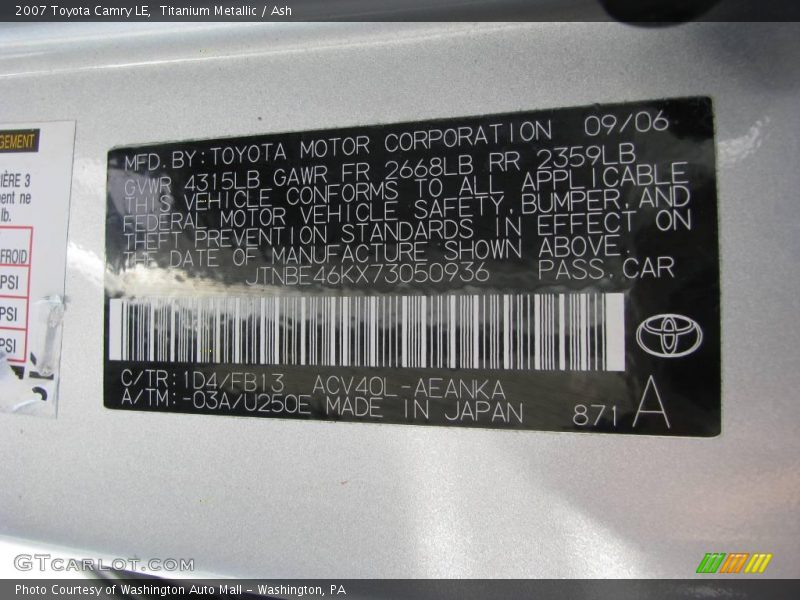 2007 Toyota Camry LE, Titanium Metallic / Ash
GEMENT
IÈRE 3
ment ne
lb.
FROID
PSI
PSI
PSI
MFD. BY: TOYOTA MOTOR CORPORATION 09/06
GVWR 4315LB GAWR FR 2668LB RR 2359LB
THIS VEHICLE CONFORMS TO ALL APPLICABLE
FEDERAL MOTOR VEHICLE SAFETY, BUMPER, AND
THEFT PREVENTION STANDARDS IN EFFECT ON
THE DATE OF MANUFACTURE SHOWN ABOVE.
JTNBE46KX73050936 PASS. CAR
C/TR: 1D4/FB13 ACV40L-AEANKA
A/TM: -03A/U250E MADE IN JAPAN 871 A
GTcarlot.com
Photo Courtesy of Washington Auto Mall - Washington, PA